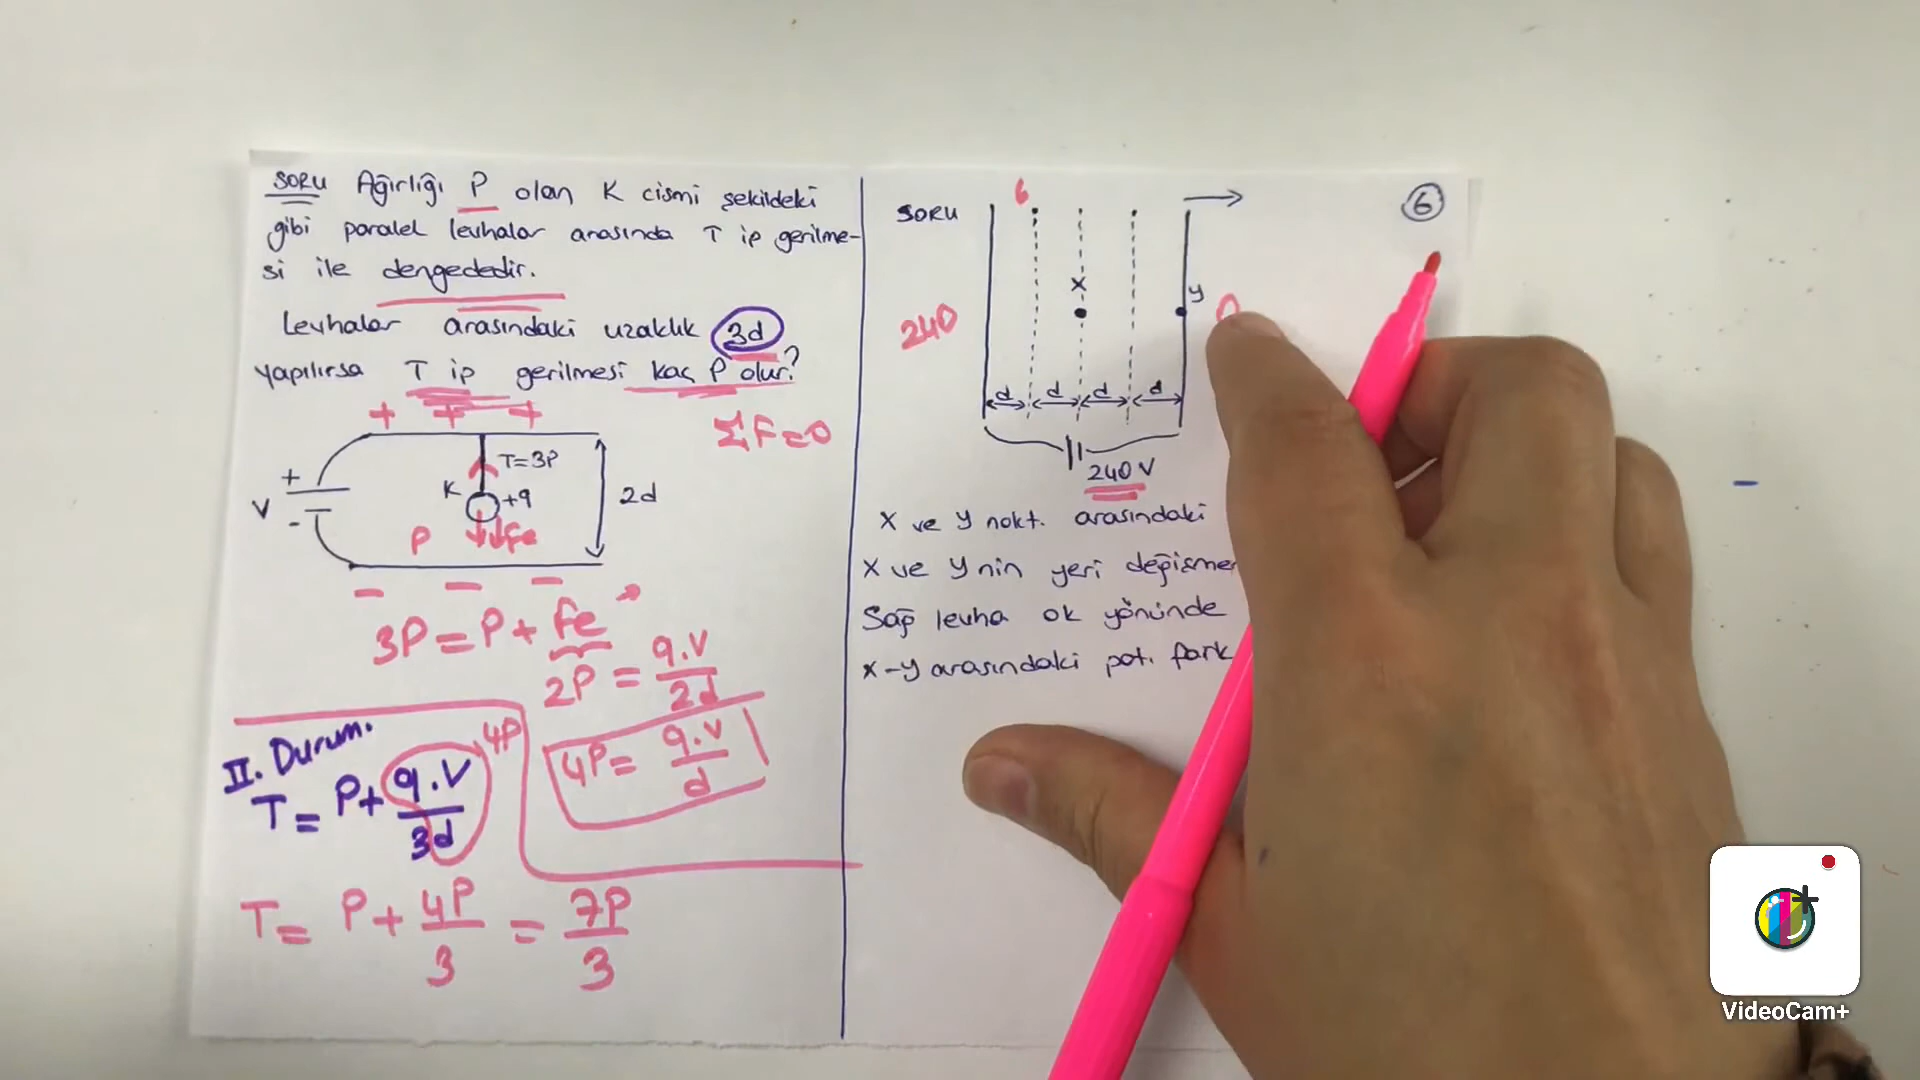 SORU Ağırlığı P olan K cismi şekildeki
gibi paralel levhalar arasında T ip gerilme-
si ile dengededir.
Levhalar arasındaki uzaklık 3d
yapılırsa T ip gerilmesi kaç P olur?
+ + +
ΣF=0
T=3P
K
+q
+
V
-
2d
P
Fe
- - -
3P = P + Fe
2P = q.V / 2d
4P = q.V / d
II. Durum.
4P
T = P + q.V / 3d
T = P + 4P / 3 = 7P / 3
SORU
6
6
x
y
240
d d d d
240 V
X ve Y nokt. arasındaki
X ve Y nin yeri
Sağ levha ok yönünde
X-Y arasındaki pot. fark
VideoCam+